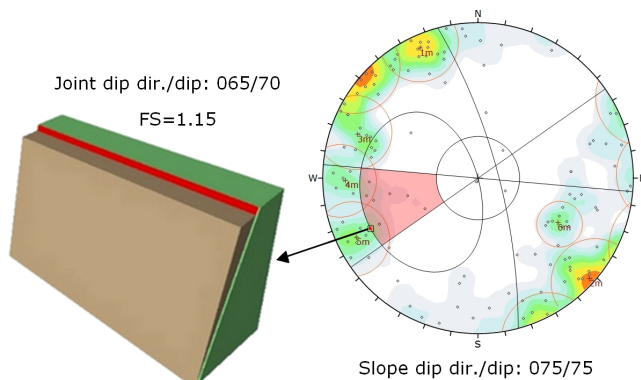 Joint dip dir./dip: 065/70
FS=1.15
N
1m
3m
W
4m
5m
6m
2m
S
Slope dip dir./dip: 075/75